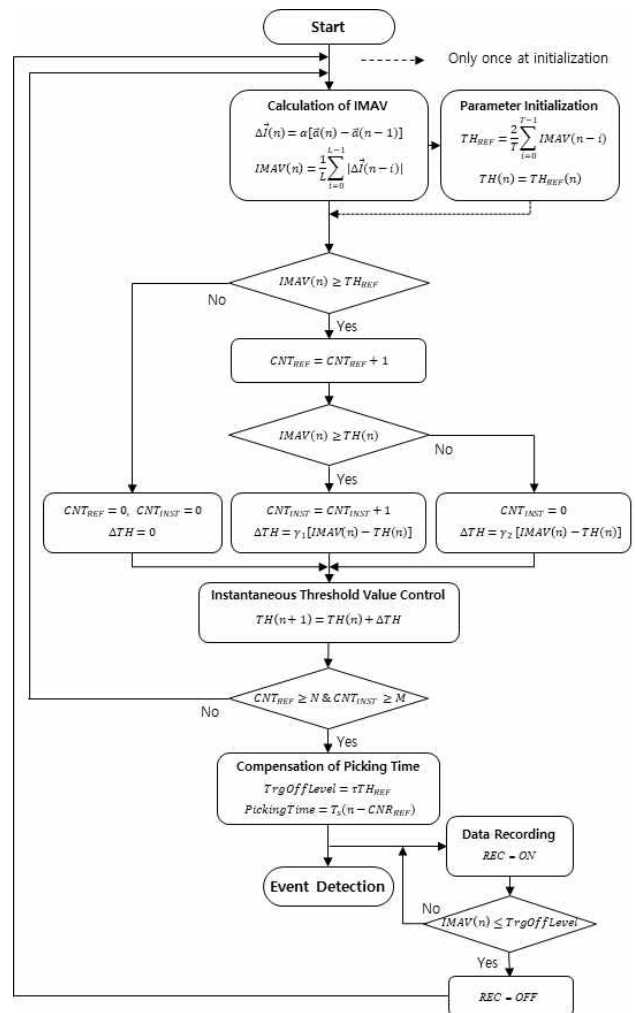 Start
Only once at initialization
Calculation of IMAV
ΔI⃗(n) = α[a⃗(n) − a⃗(n − 1)]
IMAV(n) = 1/L ∑_{i=0}^{L−1} |ΔI⃗(n − i)|
Parameter Initialization
TH_REF = 2/T ∑_{i=0}^{T−1} IMAV(n − i)
TH(n) = TH_REF(n)
IMAV(n) ≥ TH_REF
No
Yes
CNT_REF = CNT_REF + 1
IMAV(n) ≥ TH(n)
No
Yes
CNT_REF = 0, CNT_INST = 0
ΔTH = 0
CNT_INST = CNT_INST + 1
ΔTH = γ₁[IMAV(n) − TH(n)]
CNT_INST = 0
ΔTH = γ₂ [IMAV(n) − TH(n)]
Instantaneous Threshold Value Control
TH(n + 1) = TH(n) + ΔTH
CNT_REF ≥ N & CNT_INST ≥ M
No
Yes
Compensation of Picking Time
TrgOffLevel = τTH_REF
PickingTime = T_s(n − CNR_REF)
Data Recording
REC = ON
Event Detection
No
IMAV(n) ≤ TrgOffLevel
Yes
REC = OFF